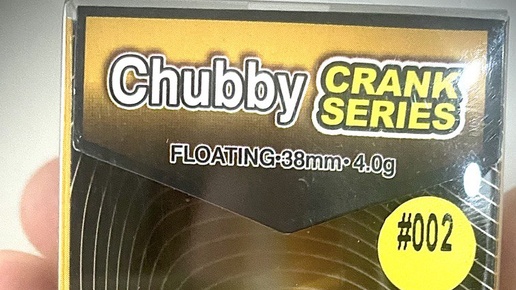 Chubby CRANK SERIES
FLOATING·38mm·4.0g
#002